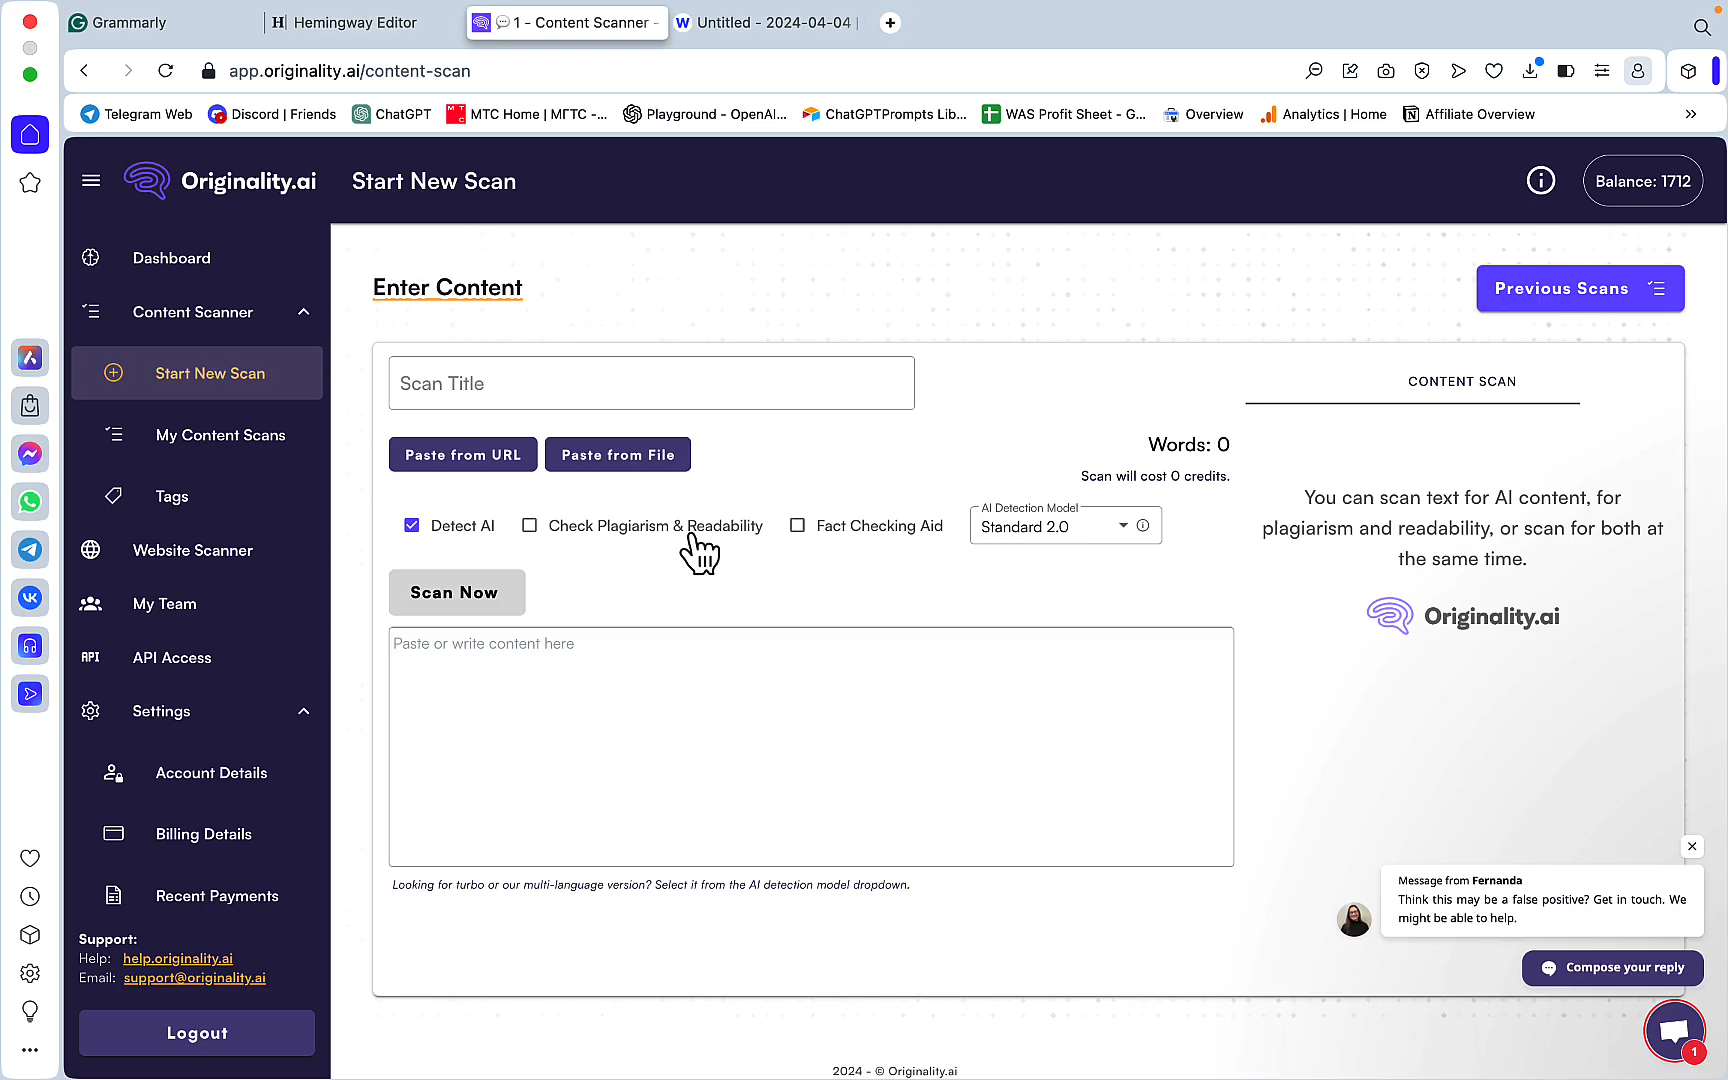 Grammarly
H Hemingway Editor
1 - Content Scanner -
W Untitled - 2024-04-04
app.originality.ai/content-scan
Telegram Web
Discord | Friends
ChatGPT
МТС Home | МГТС -...
Playground - OpenAI...
ChatGPTPrompts Lib...
WAS Profit Sheet - G...
Overview
Analytics | Home
Affiliate Overview
Originality.ai
Start New Scan
Balance: 1712
Dashboard
Content Scanner
Start New Scan
My Content Scans
Tags
Website Scanner
My Team
API API Access
Settings
Account Details
Billing Details
Recent Payments
Support:
Help: help.originality.ai
Email: support@originality.ai
Logout
Enter Content
Previous Scans
Scan Title
CONTENT SCAN
Paste from URL
Paste from File
Words: 0
Scan will cost 0 credits.
Detect AI
Check Plagiarism & Readability
Fact Checking Aid
AI Detection Model
Standard 2.0
Scan Now
Paste or write content here
You can scan text for AI content, for
plagiarism and readability, or scan for both at
the same time.
Originality.ai
Looking for turbo or our multi-language version? Select it from the AI detection model dropdown.
Message from Fernanda
Think this may be a false positive? Get in touch. We
might be able to help.
Compose your reply
1
2024 - © Originality.ai